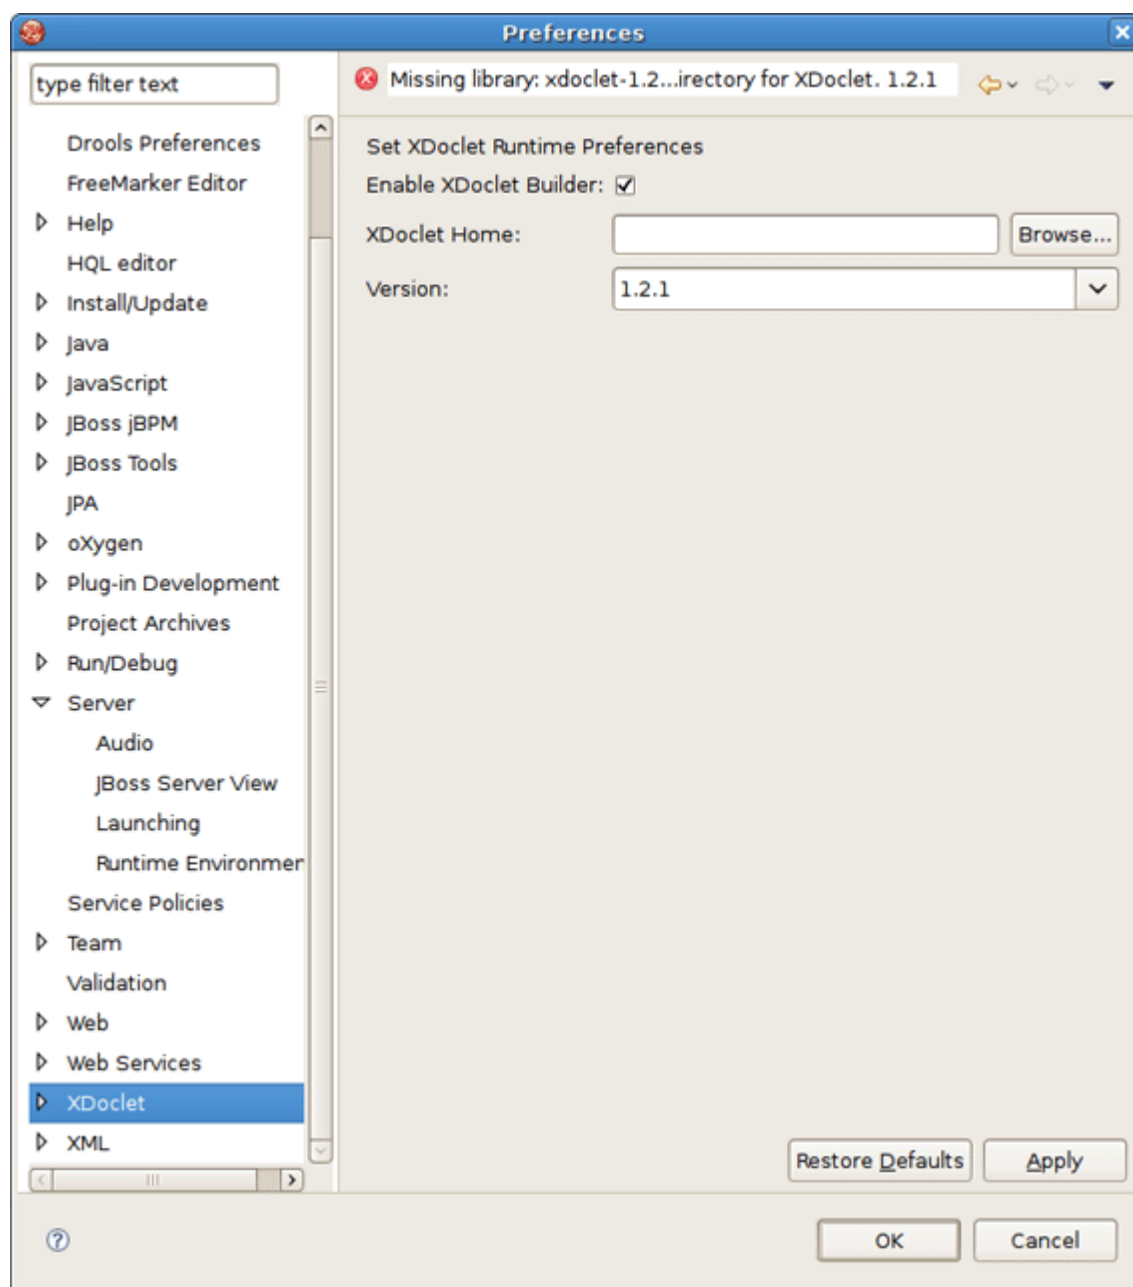 Preferences
type filter text
Missing library: xdoclet-1.2...irectory for XDoclet. 1.2.1
Drools Preferences
FreeMarker Editor
Help
HQL editor
Install/Update
Java
JavaScript
JBoss jBPM
JBoss Tools
JPA
oXygen
Plug-in Development
Project Archives
Run/Debug
Server
Audio
JBoss Server View
Launching
Runtime Environmen
Service Policies
Team
Validation
Web
Web Services
XDoclet
XML
Set XDoclet Runtime Preferences
Enable XDoclet Builder:
XDoclet Home:
Browse...
Version:
1.2.1
Restore Defaults
Apply
?
OK
Cancel